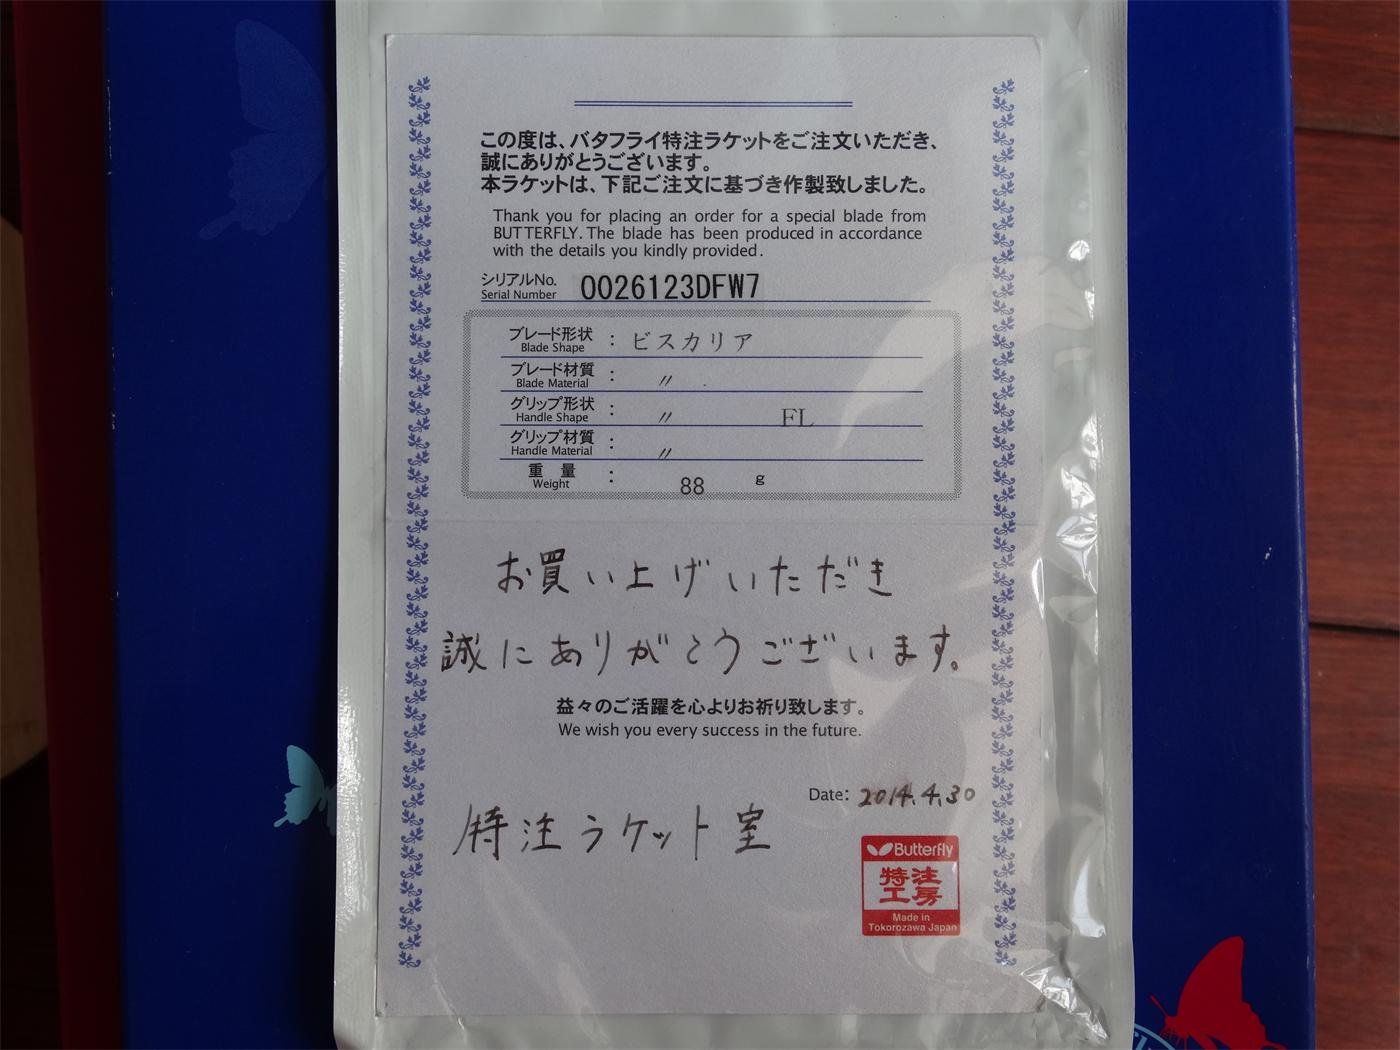 この度は、バタフライ特注ラケットをご注文いただき、
誠にありがとうございます。
本ラケットは、下記ご注文に基づき作製致しました。
Thank you for placing an order for a special blade from
BUTTERFLY. The blade has been produced in accordance
with the details you kindly provided.
シリアルNo.
Serial Number
0026123DFW7
ブレード形状
Blade Shape
: ビスカリア
ブレード材質
Blade Material
: 〃
グリップ形状
Handle Shape
: 〃 FL
グリップ材質
Handle Material
: 〃
重 量
Weight
: 88 g
お買い上げいただき
誠にありがとうございます。
益々のご活躍を心よりお祈り致します。
We wish you every success in the future.
Date: 2014.4.30
特注ラケット室
Butterfly
特注
工房
Made in
Tokorozawa Japan